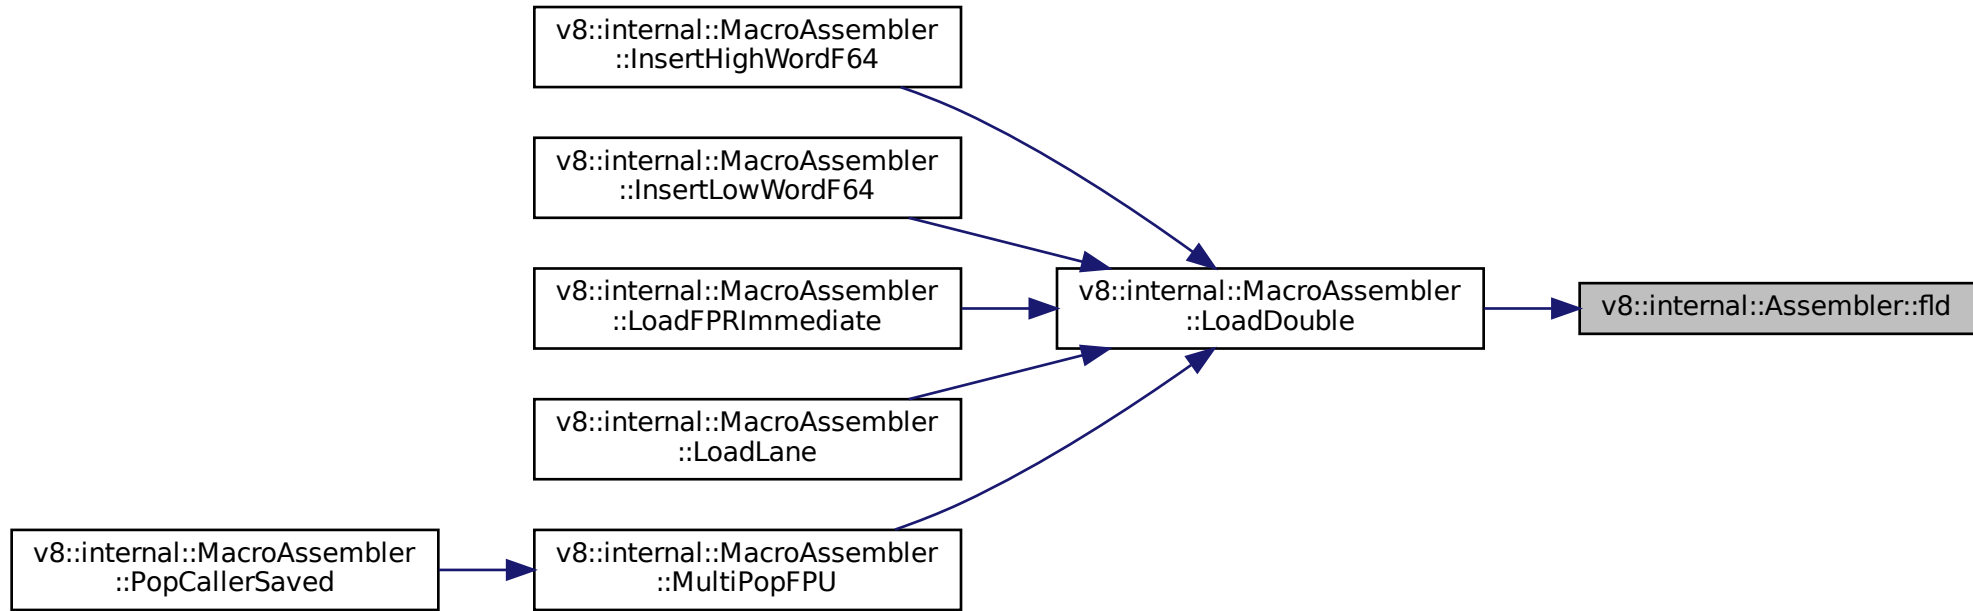 v8::internal::MacroAssembler
::InsertHighWordF64
v8::internal::MacroAssembler
::InsertLowWordF64
v8::internal::MacroAssembler
::LoadFPRImmediate
v8::internal::MacroAssembler
::LoadDouble
v8::internal::Assembler::fld
v8::internal::MacroAssembler
::LoadLane
v8::internal::MacroAssembler
::PopCallerSaved
v8::internal::MacroAssembler
::MultiPopFPU